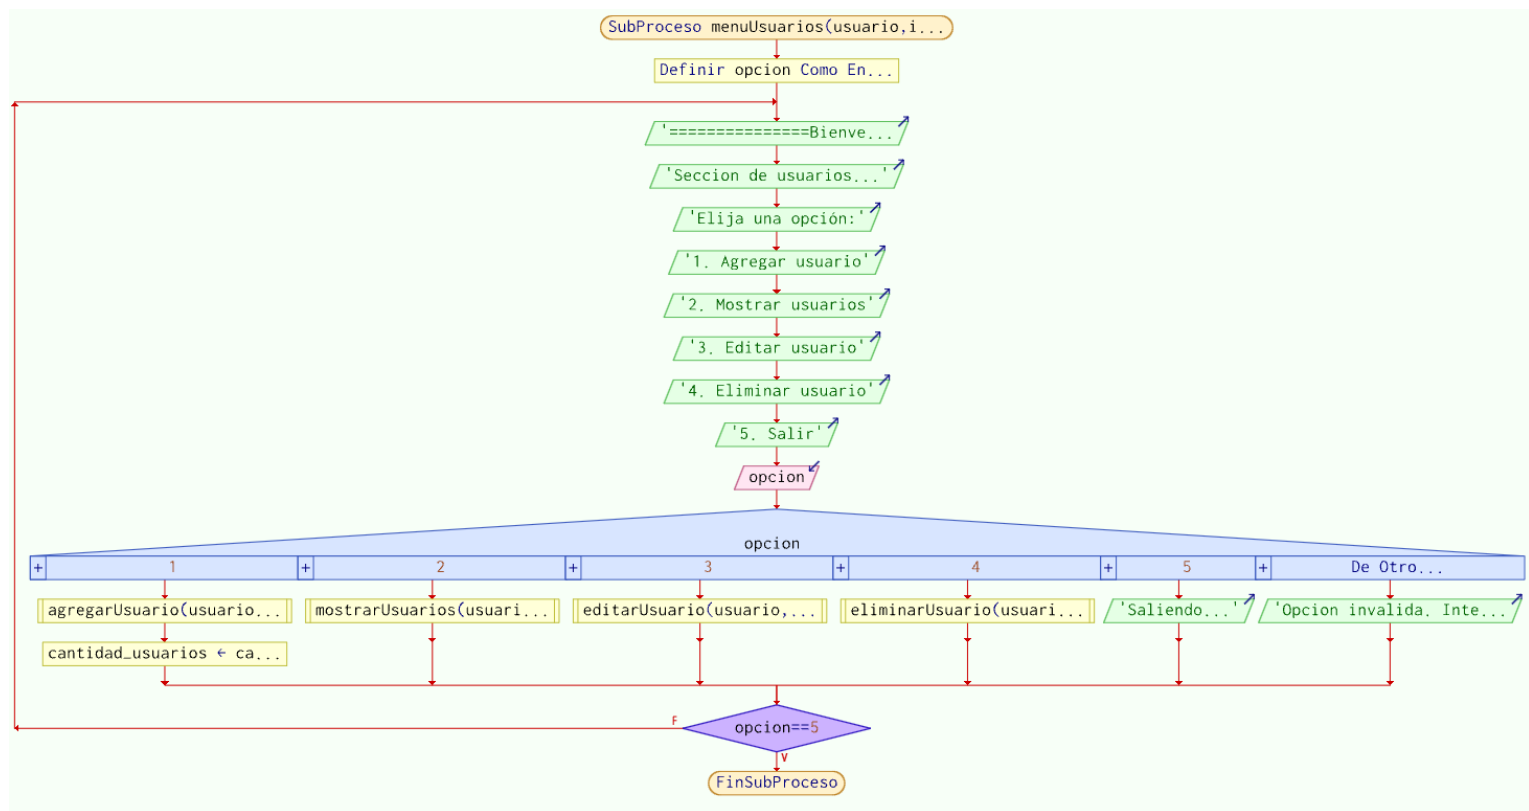 SubProceso menuUsuarios(usuario,i...
Definir opcion Como En...
'===============Bienve...
'Seccion de usuarios...'
'Elija una opción:'
'1. Agregar usuario'
'2. Mostrar usuarios'
'3. Editar usuario'
'4. Eliminar usuario'
'5. Salir'
opcion
opcion
+ 1 + 2 + 3 + 4 + 5 + De Otro...
agregarUsuario(usuario... mostrarUsuarios(usuari... editarUsuario(usuario,... eliminarUsuario(usuari... 'Saliendo...' 'Opcion invalida. Inte...
cantidad_usuarios ← ca...
F
opcion==5
V
FinSubProceso